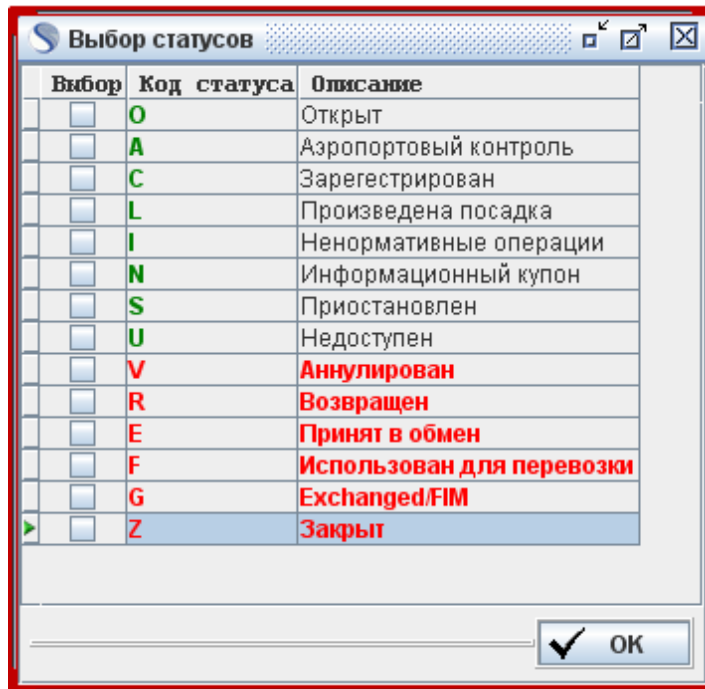 Выбор статусов
Выбор Код статуса Описание
O Открыт
A Аэропортовый контроль
C Зарегестрирован
L Произведена посадка
I Ненормативные операции
N Информационный купон
S Приостановлен
U Недоступен
V Аннулирован
R Возвращен
E Принят в обмен
F Использован для перевозки
G Exchanged/FIM
Z Закрыт
OK